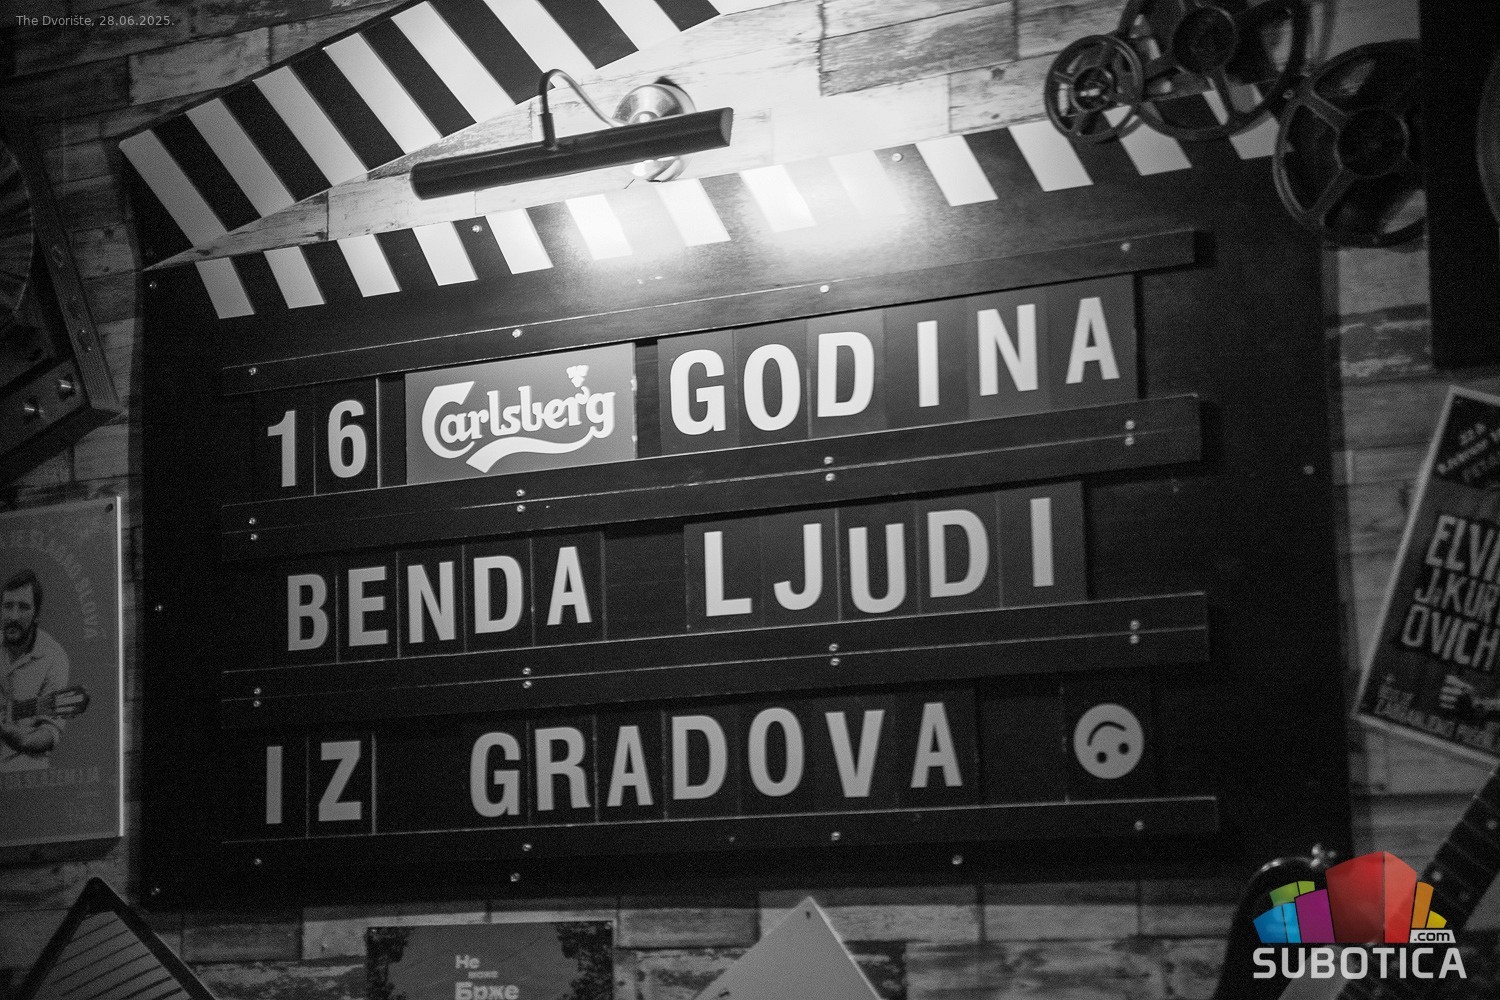 The Dvorište, 28.06.2025.
16 Carlsberg GODINA
BENDA LJUDI
IZ GRADOVA
ELVI
J.KUR
OVICH
Не
може
Брже
.com
SUBOTICA